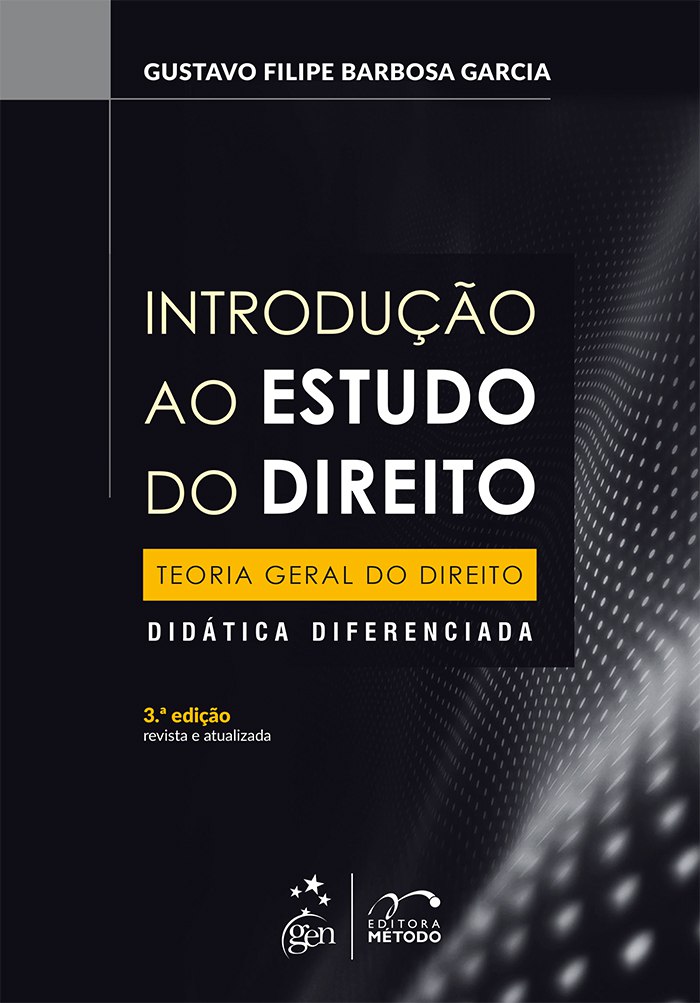 GUSTAVO FILIPE BARBOSA GARCIA
INTRODUÇÃO
AO ESTUDO
DO DIREITO
TEORIA GERAL DO DIREITO
DIDÁTICA DIFERENCIADA
3.ª edição
revista e atualizada
gen
EDITORA
MÉTODO